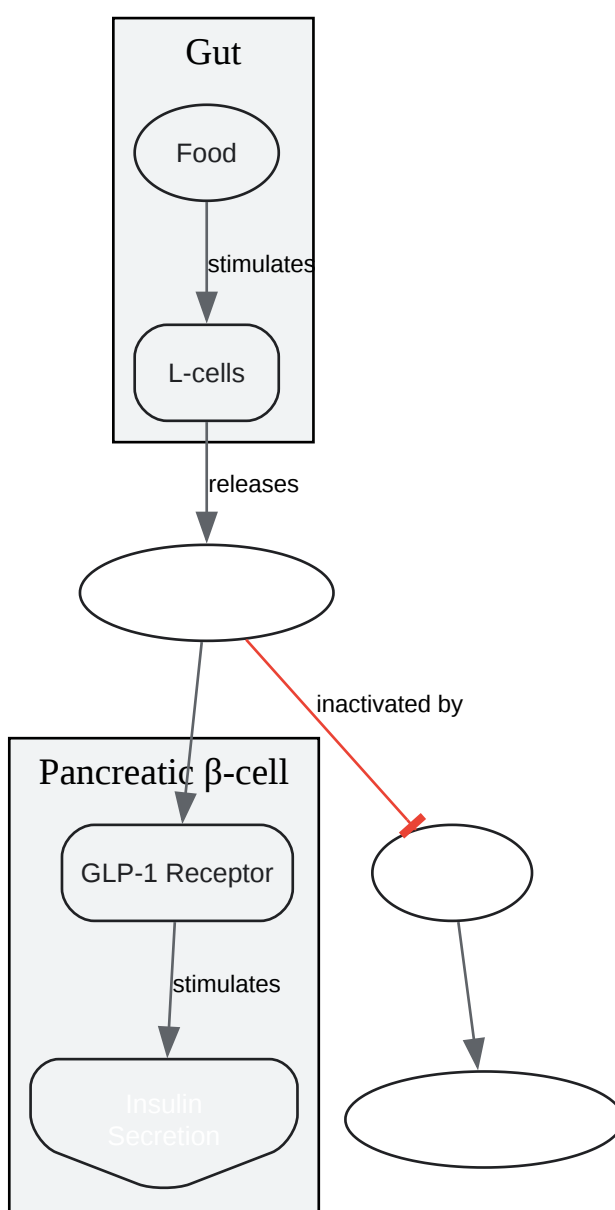 Gut
Food
stimulates
L-cells
releases
inactivated by
Pancreatic β-cell
GLP-1 Receptor
stimulates
Insulin
Secretion